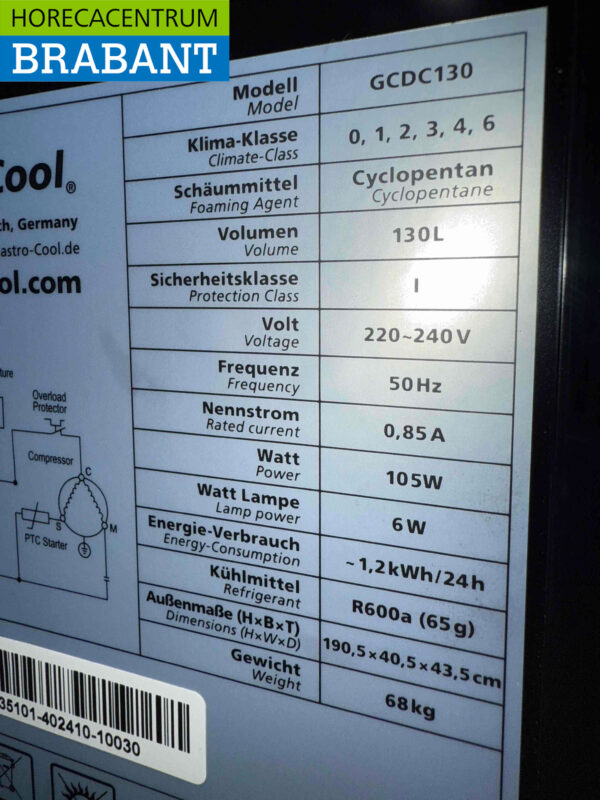 HORECACENTRUM
BRABANT
Cool®
ch, Germany
astro-Cool.de
ol.com
Modell
Model
GCDC130
Klima-Klasse
Climate-Class
0, 1, 2, 3, 4, 6
Schäummittel
Foaming Agent
Cyclopentan
Cyclopentane
Volumen
Volume
130L
Sicherheitsklasse
Protection Class
I
Volt
Voltage
220~240V
Frequenz
Frequency
50Hz
Nennstrom
Rated current
0,85A
Watt
Power
105W
Watt Lampe
Lamp power
6W
Energie-Verbrauch
Energy-Consumption
~1,2kWh/24h
Kühlmittel
Refrigerant
R600a (65g)
Außenmaße (H×B×T)
Dimensions (H×W×D)
190,5×40,5×43,5cm
Gewicht
Weight
68kg
ture
Overload
Protector
Compressor
C
S
M
PTC Starter
35101-402410-10030